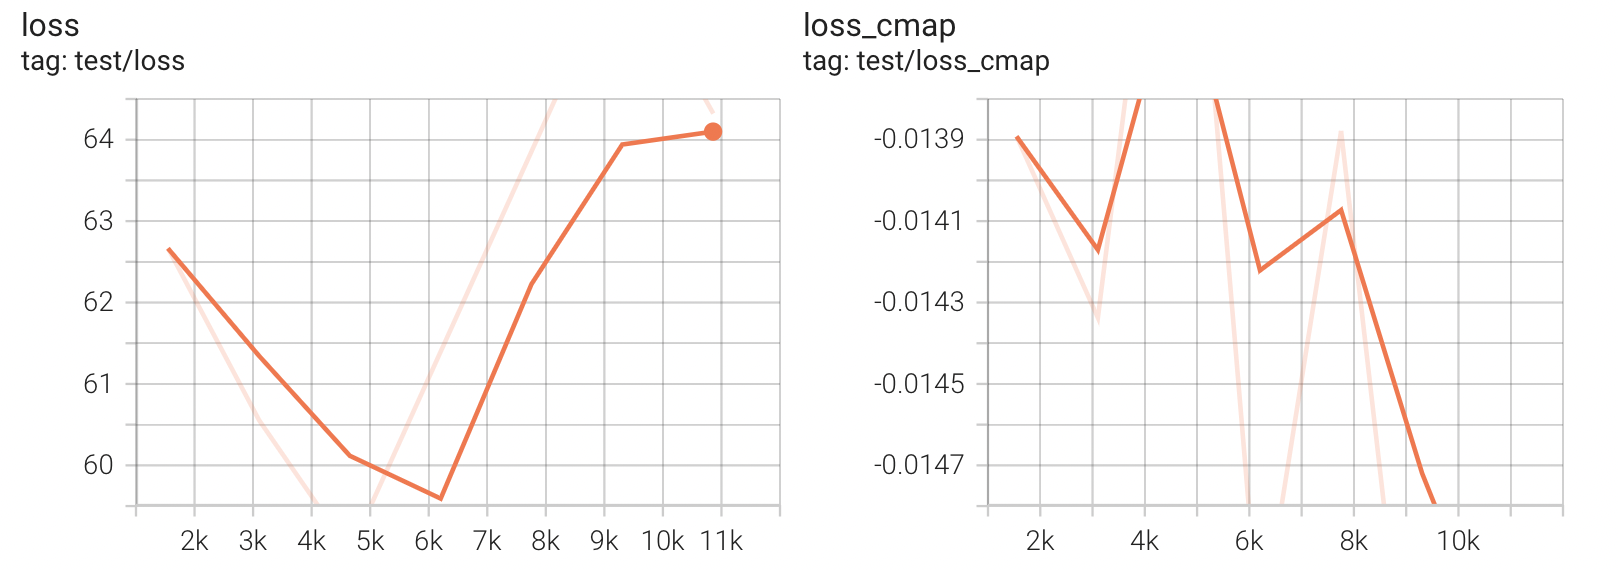 loss
tag: test/loss
64
63
62
61
60
2k 3k 4k 5k 6k 7k 8k 9k 10k 11k
loss_cmap
tag: test/loss_cmap
-0.0139
-0.0141
-0.0143
-0.0145
-0.0147
2k 4k 6k 8k 10k